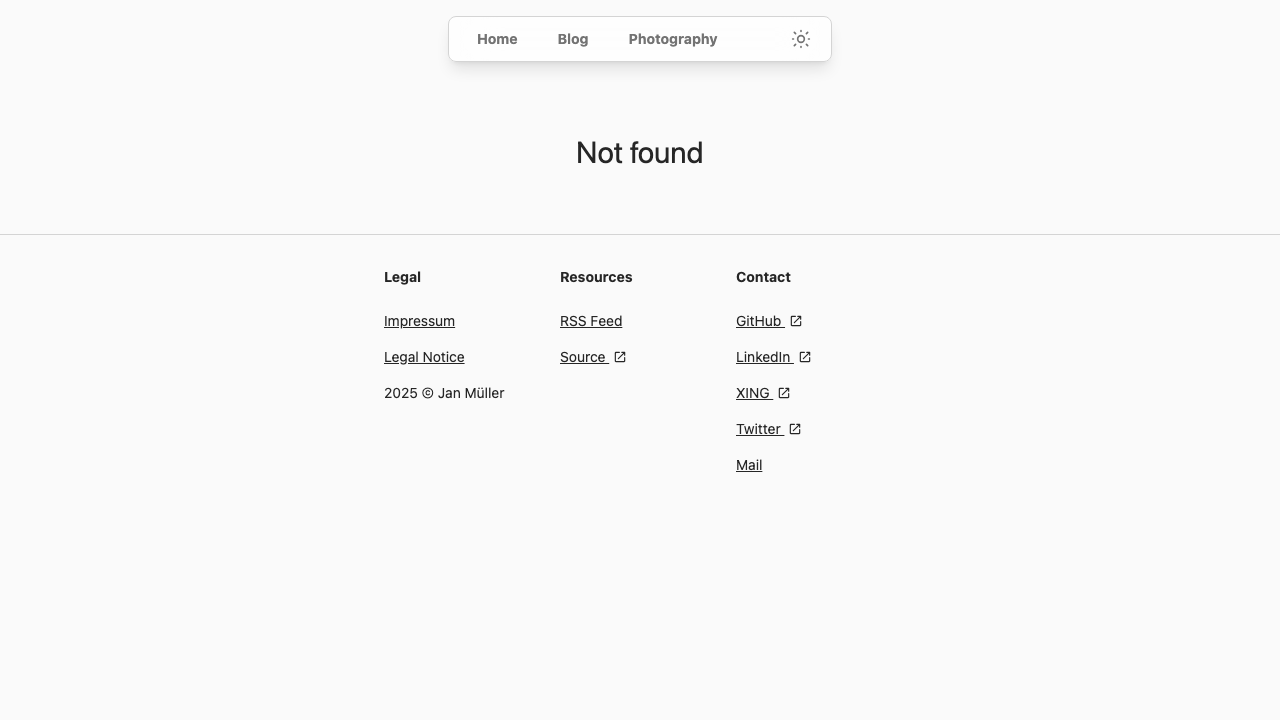 Home
Blog
Photography
Not found
Legal
Impressum
Legal Notice
2025 © Jan Müller
Resources
RSS Feed
Source
Contact
GitHub
LinkedIn
XING
Twitter
Mail